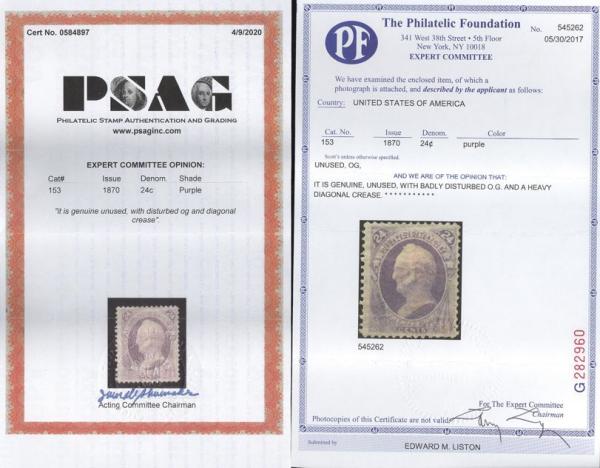 Cert No. 0584897
4/9/2020
PSAG
PHILATELIC STAMP AUTHENTICATION AND GRADING
www.psaginc.com
EXPERT COMMITTEE OPINION:
Cat# Issue Denom. Shade
153 1870 24c Purple
"it is genuine unused, with disturbed og and diagonal
crease".
Acting Committee Chairman
PF
The Philatelic Foundation
341 West 38th Street • 5th Floor
New York, NY 10018
EXPERT COMMITTEE
No. 545262
05/30/2017
We have examined the enclosed item, of which a
photograph is attached, and described by the applicant as follows:
Country: UNITED STATES OF AMERICA
Cat. No. Issue Denom. Color
153 1870 24¢ purple
Scott's unless otherwise specified.
UNUSED, OG,
AND WE ARE OF THE OPINION THAT:
IT IS GENUINE, UNUSED, WITH BADLY DISTURBED O.G. AND A HEAVY
DIAGONAL CREASE. * * * * * * * * * * *
24
CENTS
545262
G 282960
For The Expert Committee
Chairman
Photocopies of this Certificate are not valid.
Submitted by
EDWARD M. LISTON